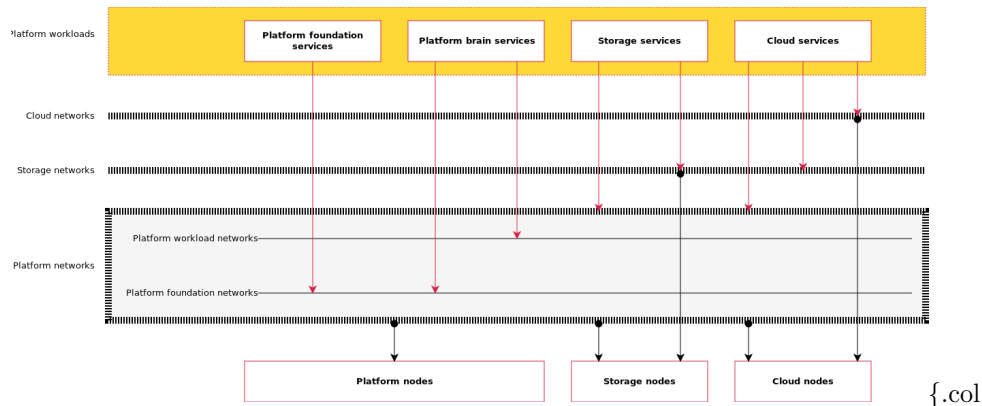 Platform workloads
Platform foundation
services
Platform brain services
Storage services
Cloud services
Cloud networks
Storage networks
Platform workload networks
Platform networks
Platform foundation networks
Platform nodes
Storage nodes
Cloud nodes
{.col